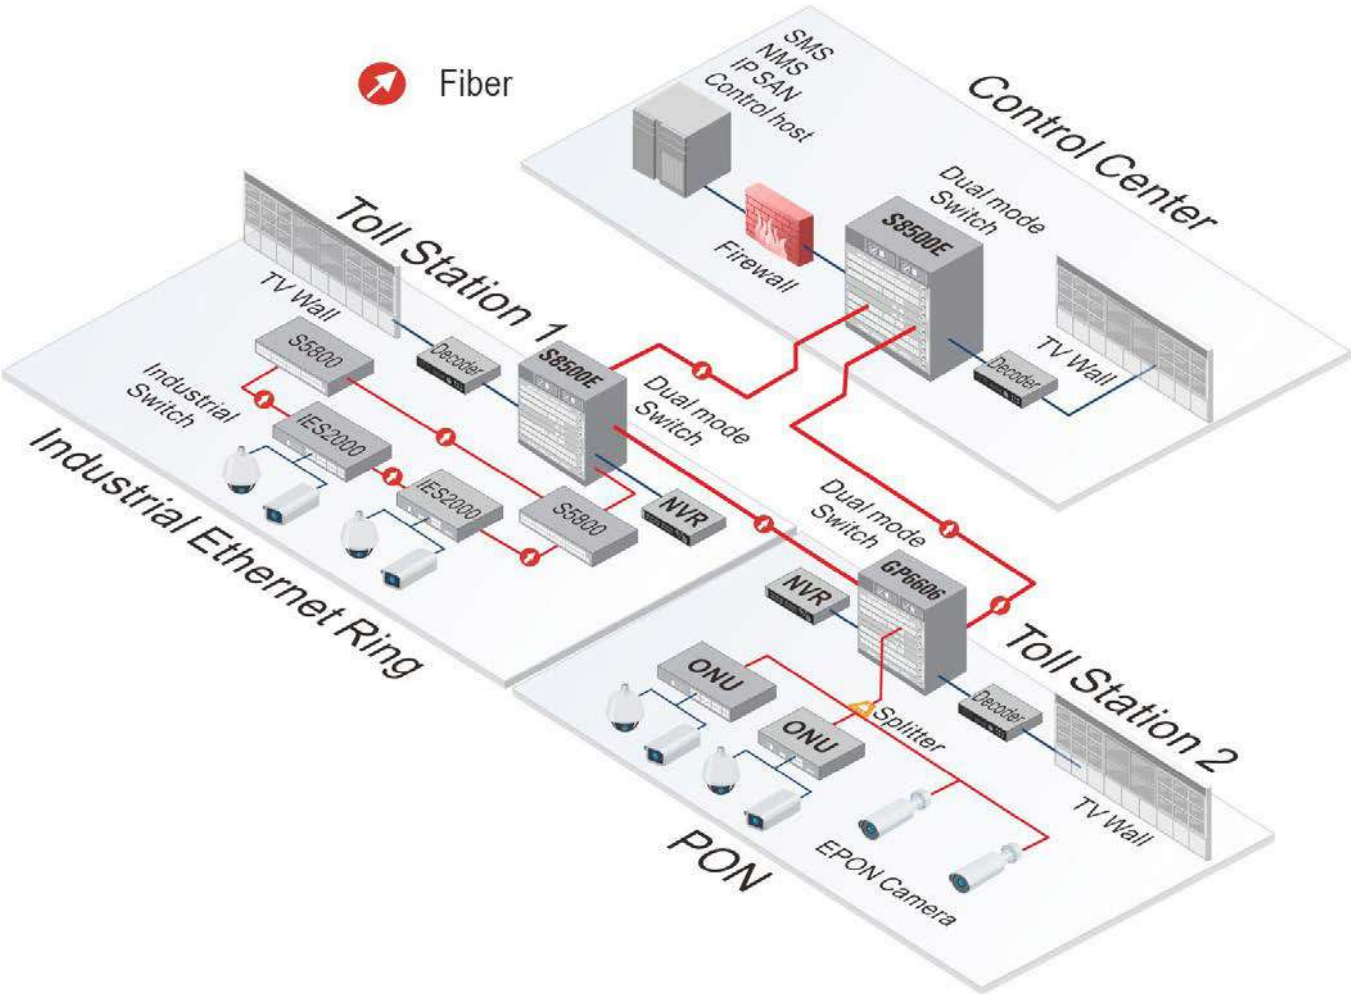 Fiber
SMS
NMS
IP SAN
Control host
Control Center
Dual mode
Switch
S8500E
Firewall
Decoder
TV Wall
Toll Station 1
TV Wall
Decoder
S8500E
Dual mode
Switch
S5800
Industrial
Switch
IES2000
IES2000
S5800
NVR
Industrial Ethernet Ring
Dual mode
Switch
GP6606
NVR
Toll Station 2
ONU
ONU
Splitter
Decoder
TV Wall
EPON Camera
PON